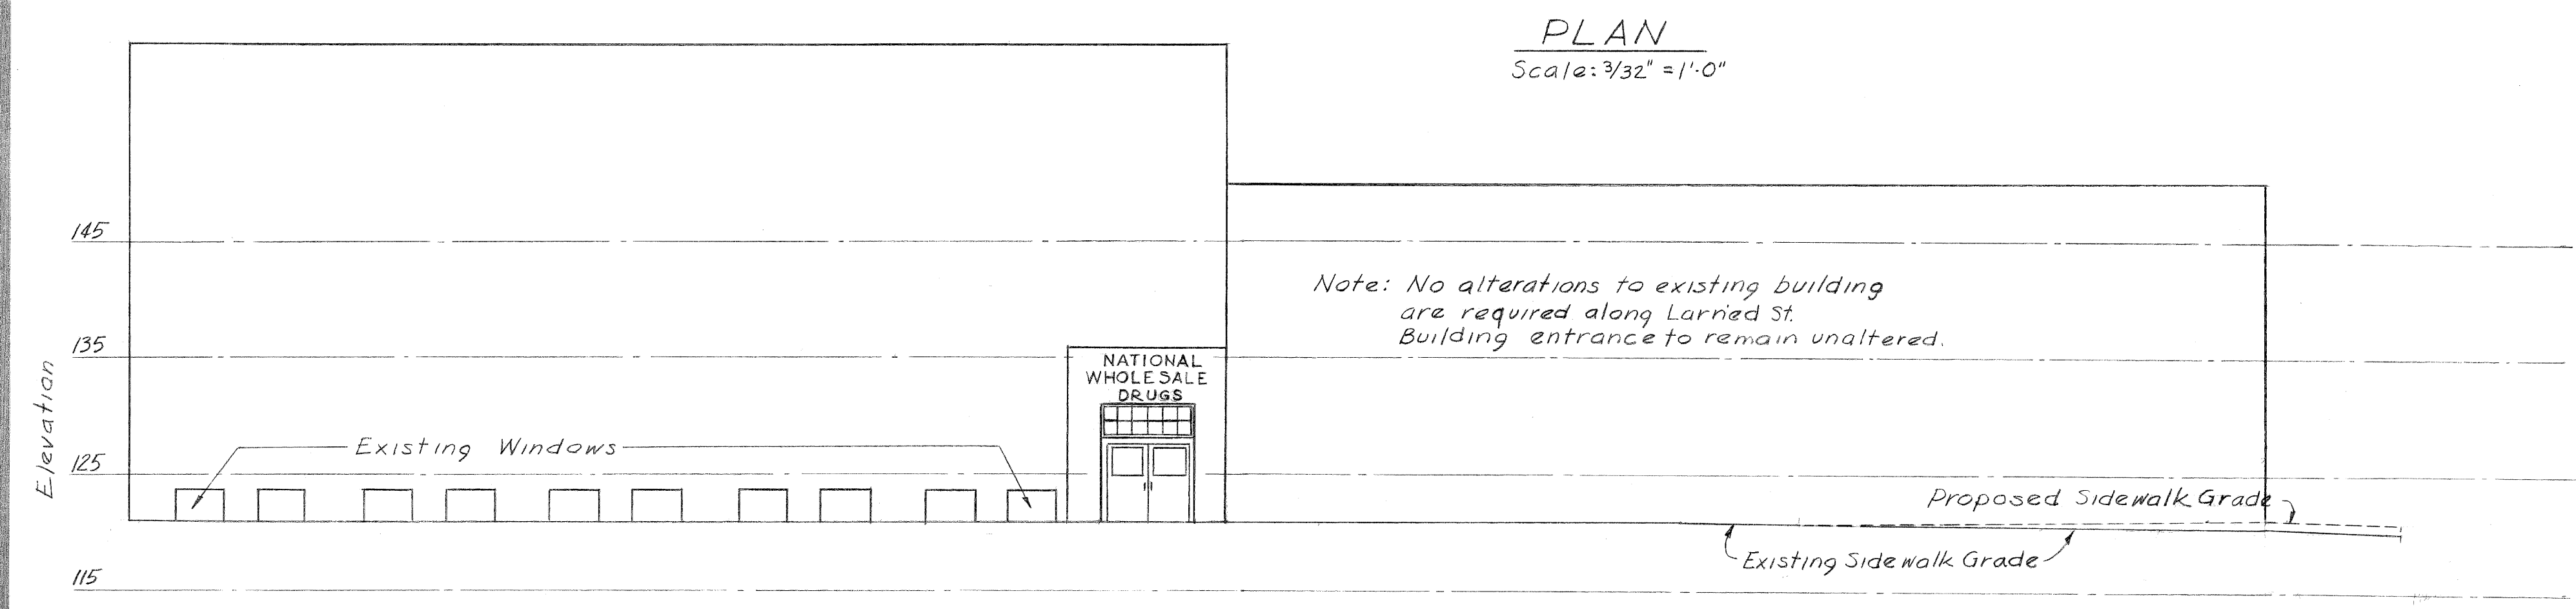 PLAN
Scale: 3/32" = 1'-0"
145
Note: No alterations to existing building
are required along Larned St.
Building entrance to remain unaltered.
135
NATIONAL
WHOLESALE
DRUGS
Elevation
Existing Windows
125
Proposed Sidewalk Grade
Existing Sidewalk Grade
115